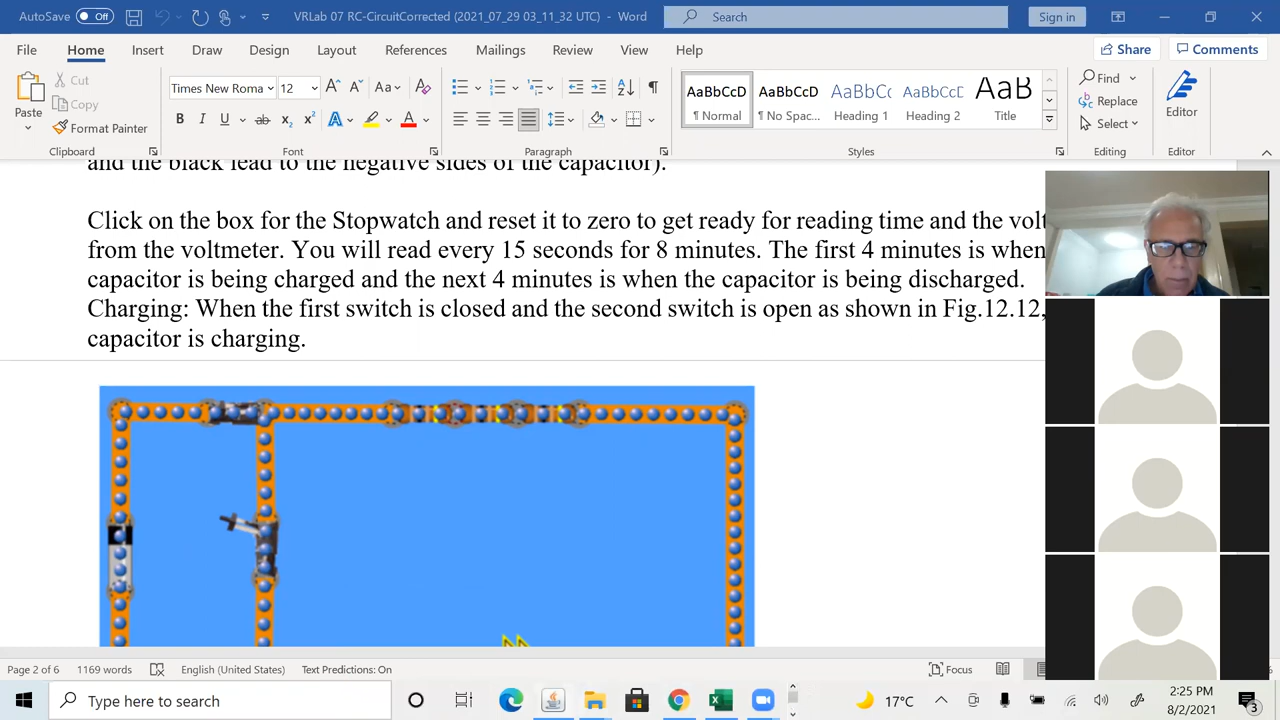 AutoSave Off VRLab 07 RC-CircuitCorrected (2021_07_29 03_11_32 UTC) - Word Search Sign in
File Home Insert Draw Design Layout References Mailings Review View Help Share Comments
Paste Cut Copy Format Painter
Times New Roma 12 Aa
B I U ab x₂ x² A A
AaBbCcD AaBbCcD AaBbCc AaBbCcD AaB
¶ Normal ¶ No Spac... Heading 1 Heading 2 Title
Find Replace Select Editor
Clipboard Font Paragraph Styles Editing Editor
and the black lead to the negative sides of the capacitor).
Click on the box for the Stopwatch and reset it to zero to get ready for reading time and the volt
from the voltmeter. You will read every 15 seconds for 8 minutes. The first 4 minutes is when
capacitor is being charged and the next 4 minutes is when the capacitor is being discharged.
Charging: When the first switch is closed and the second switch is open as shown in Fig.12.12,
capacitor is charging.
Page 2 of 6 1169 words English (United States) Text Predictions: On Focus
Type here to search 17°C 2:25 PM
8/2/2021 3